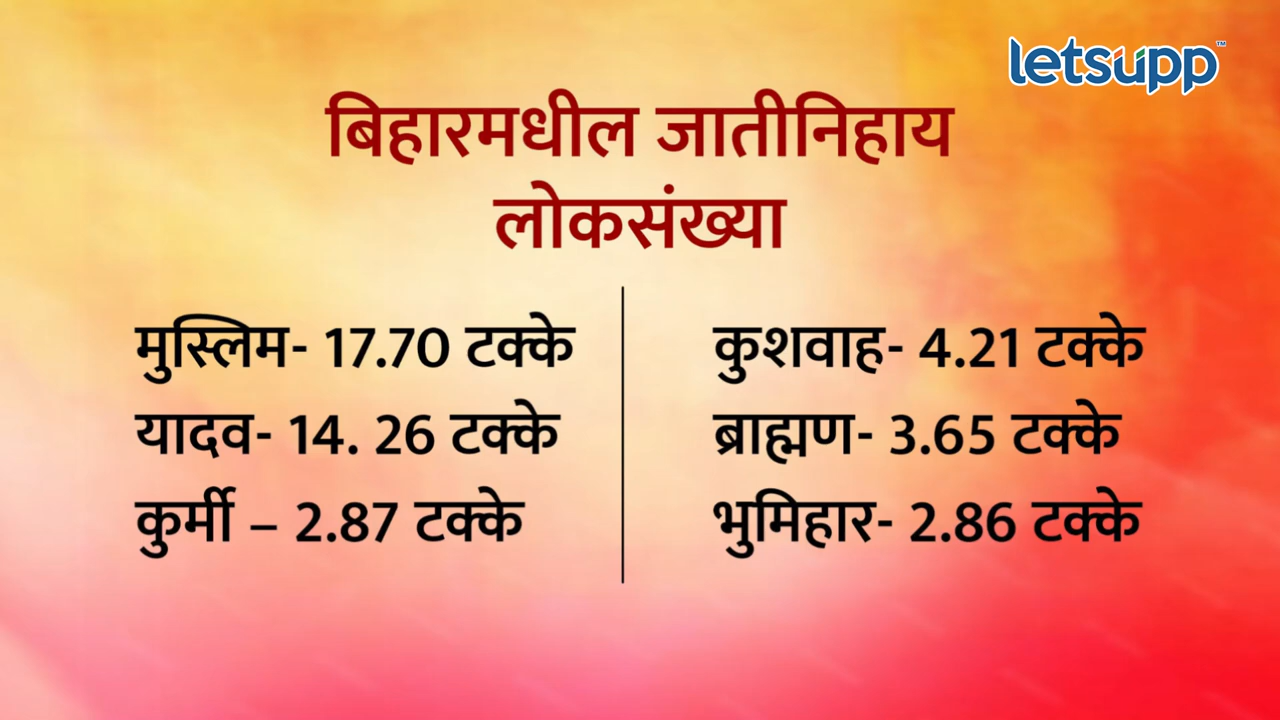 letsupp™
बिहारमधील जातीनिहाय
लोकसंख्या
मुस्लिम- 17.70 टक्के
यादव- 14. 26 टक्के
कुर्मी – 2.87 टक्के
कुशवाह- 4.21 टक्के
ब्राह्मण- 3.65 टक्के
भुमिहार- 2.86 टक्के